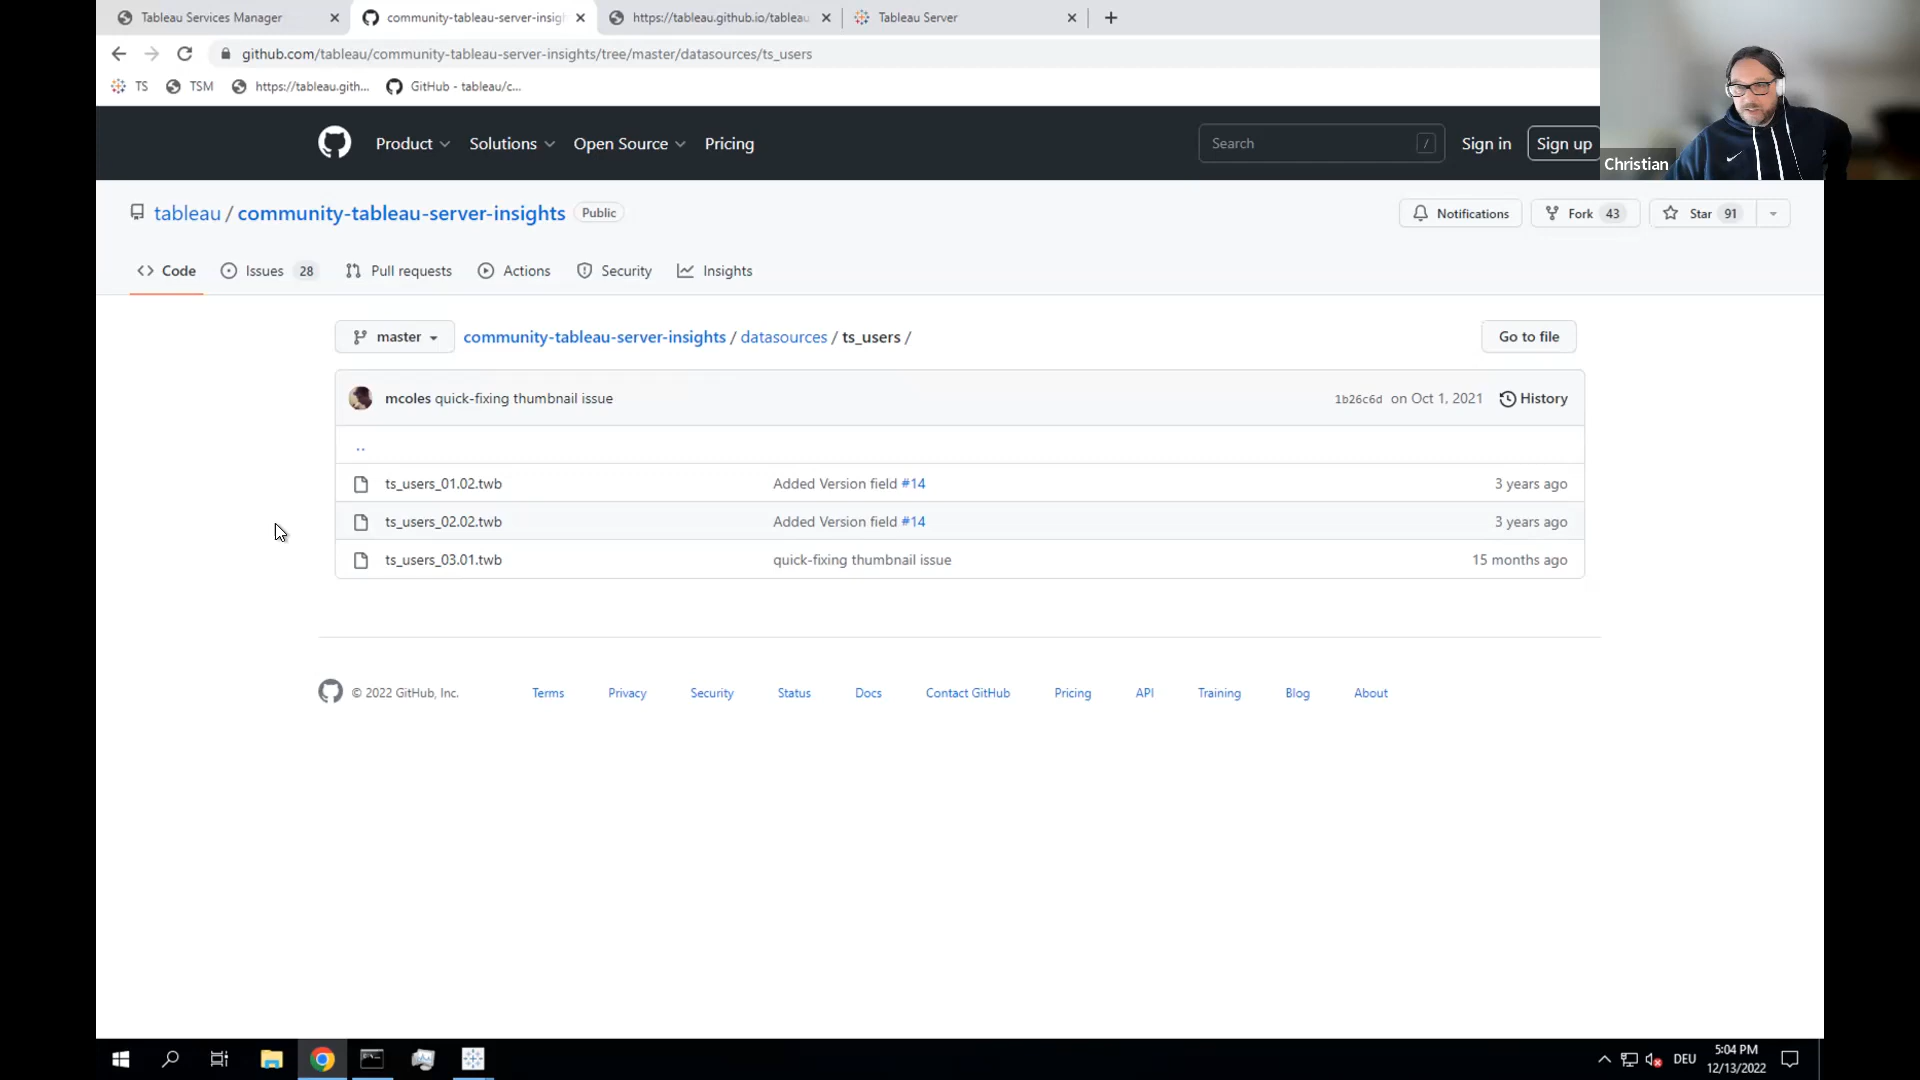 Tableau Services Manager
community-tableau-server-insigh
https://tableau.github.io/tableau
Tableau Server
github.com/tableau/community-tableau-server-insights/tree/master/datasources/ts_users
TS
TSM
https://tableau.gith...
GitHub - tableau/c...
Product
Solutions
Open Source
Pricing
Search
/
Sign in
Sign up
Christian
tableau / community-tableau-server-insights
Public
Notifications
Fork 43
Star 91
Code
Issues 28
Pull requests
Actions
Security
Insights
master
community-tableau-server-insights / datasources / ts_users /
Go to file
mcoles quick-fixing thumbnail issue
1b26c6d on Oct 1, 2021
History
..
ts_users_01.02.twb
Added Version field #14
3 years ago
ts_users_02.02.twb
Added Version field #14
3 years ago
ts_users_03.01.twb
quick-fixing thumbnail issue
15 months ago
© 2022 GitHub, Inc.
Terms
Privacy
Security
Status
Docs
Contact GitHub
Pricing
API
Training
Blog
About
DEU
5:04 PM
12/13/2022